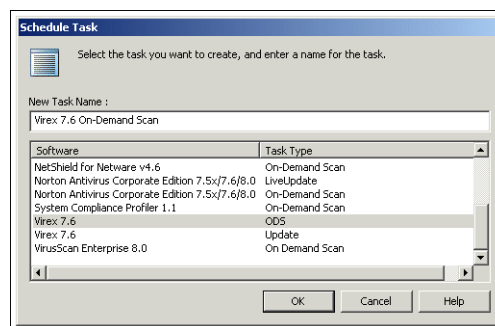 Schedule Task
Select the task you want to create, and enter a name for the task.
New Task Name :
Virex 7.6 On-Demand Scan
Software Task Type
NetShield for Netware v4.6 On-Demand Scan
Norton Antivirus Corporate Edition 7.5x/7.6/8.0 LiveUpdate
Norton Antivirus Corporate Edition 7.5x/7.6/8.0 On-Demand Scan
System Compliance Profiler 1.1 On-Demand Scan
Virex 7.6 ODS
Virex 7.6 Update
VirusScan Enterprise 8.0 On Demand Scan
OK Cancel Help